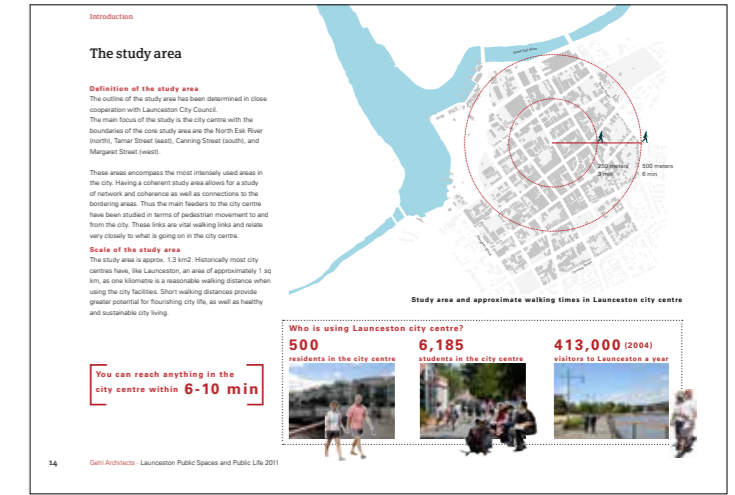 Introduction
The study area
Definition of the study area
The outline of the study area has been determined in close
cooperation with Launceston City Council.
The main focus of the study is the city centre with the
boundaries of the core study area are the North Esk River
(north), Tamar Street (east), Canning Street (south), and
Margaret Street (west).
These areas encompass the most intensely used areas in
the city. Having a coherent study area allows for a study
of network and coherence as well as connections to the
bordering areas. Thus the main feeders to the city centre
have been studied in terms of pedestrian movement to and
from the city. These links are vital walking links and relate
very closely to what is going on in the city centre.
Scale of the study area
The study area is approx. 1.3 km2. Historically most city
centres have, like Launceston, an area of approximately 1 sq
km, as one kilometre is a reasonable walking distance when
using the city facilities. Short walking distances provide
greater potential for flourishing city life, as well as healthy
and sustainable city living.
You can reach anything in the
city centre within 6-10 min
250 meters
3 min
500 meters
6 min
Study area and approximate walking times in Launceston city centre
Who is using Launceston city centre?
500
residents in the city centre
6,185
students in the city centre
413,000 (2004)
visitors to Launceston a year
14
Gehl Architects - Launceston Public Spaces and Public Life 2011